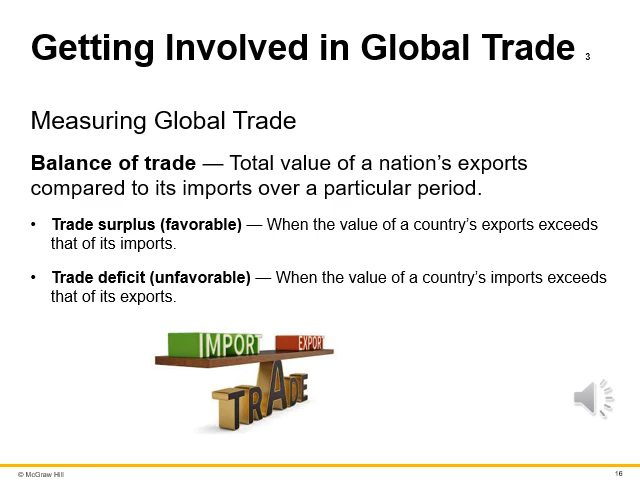 Getting Involved in Global Trade 3
Measuring Global Trade
Balance of trade — Total value of a nation’s exports
compared to its imports over a particular period.
• Trade surplus (favorable) — When the value of a country’s exports exceeds
that of its imports.
• Trade deficit (unfavorable) — When the value of a country’s imports exceeds
that of its exports.
IMPORT EXPORT
TRADE
© McGraw Hill 16